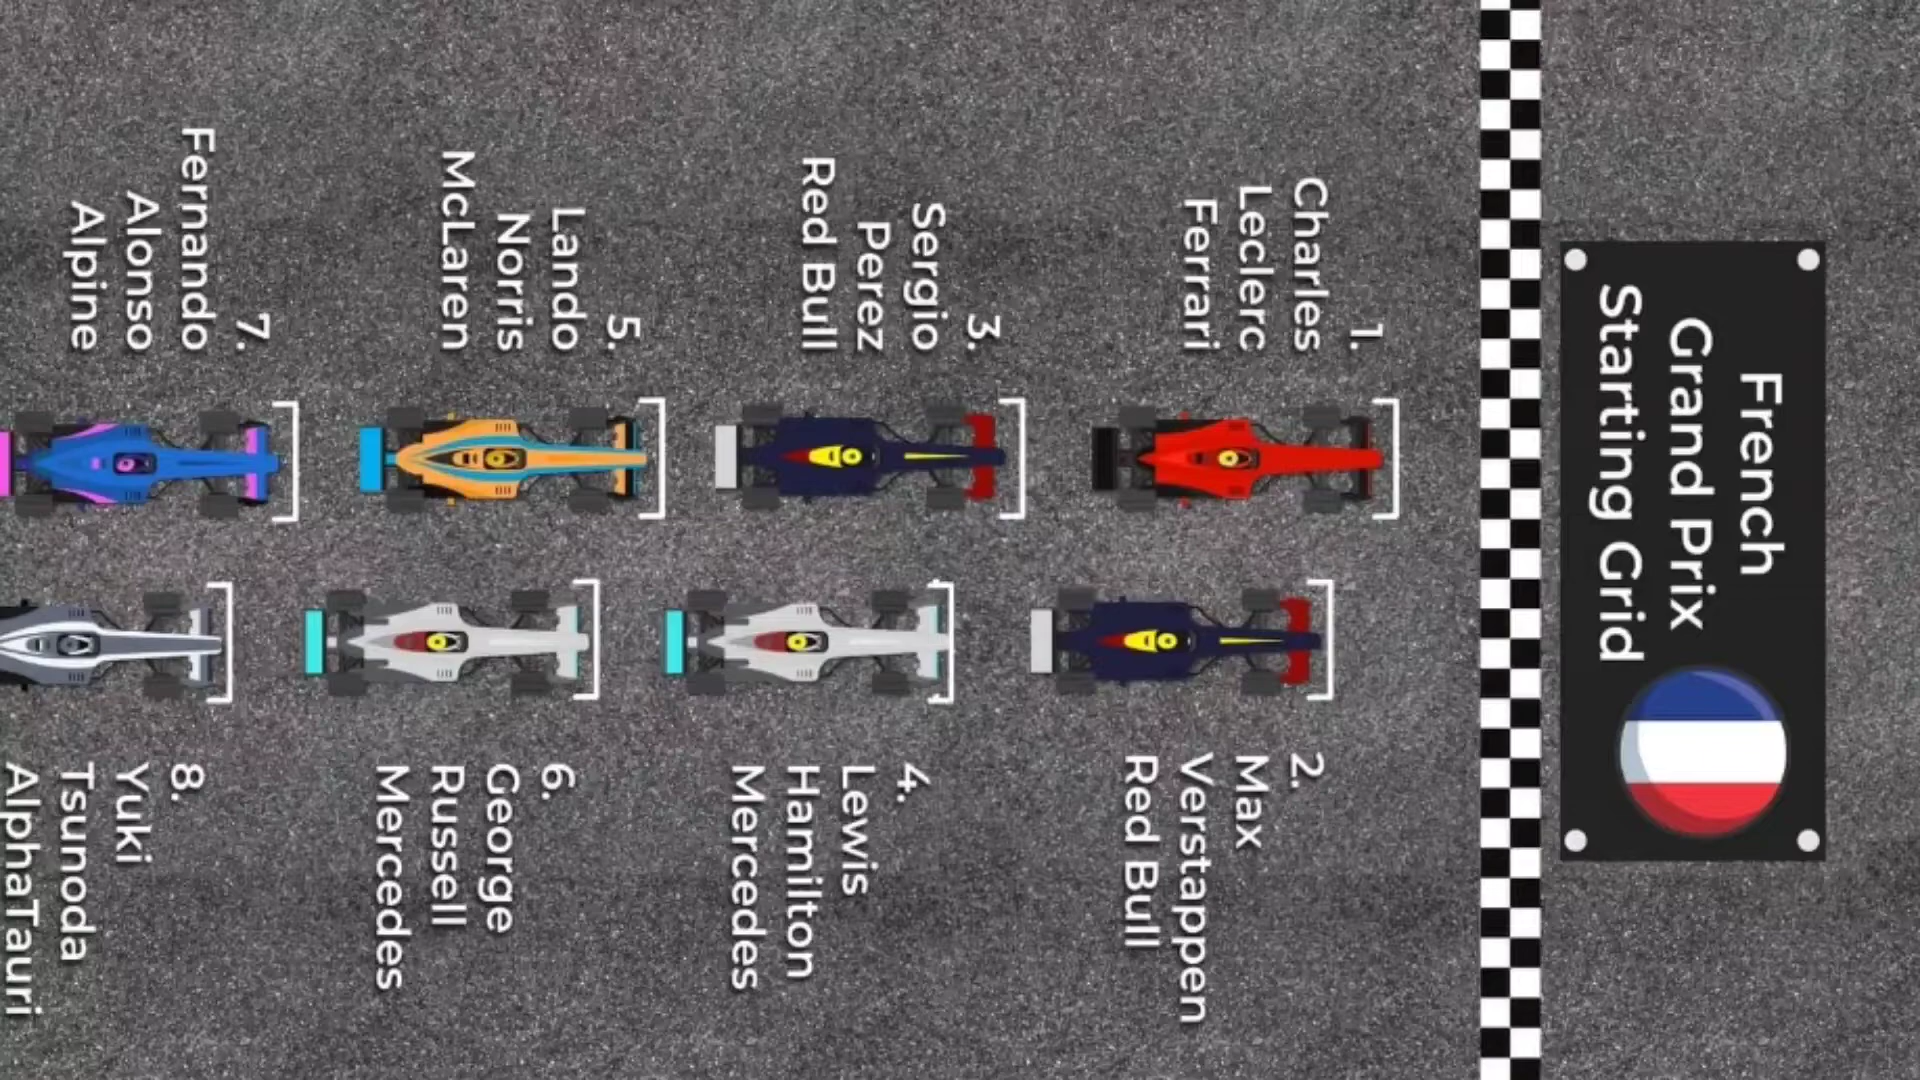 French
Grand Prix
Starting Grid
1.
Charles
Leclerc
Ferrari
2.
Max
Verstappen
Red Bull
3.
Sergio
Perez
Red Bull
4.
Lewis
Hamilton
Mercedes
5.
Lando
Norris
McLaren
6.
George
Russell
Mercedes
7.
Fernando
Alonso
Alpine
8.
Yuki
Tsunoda
AlphaTauri